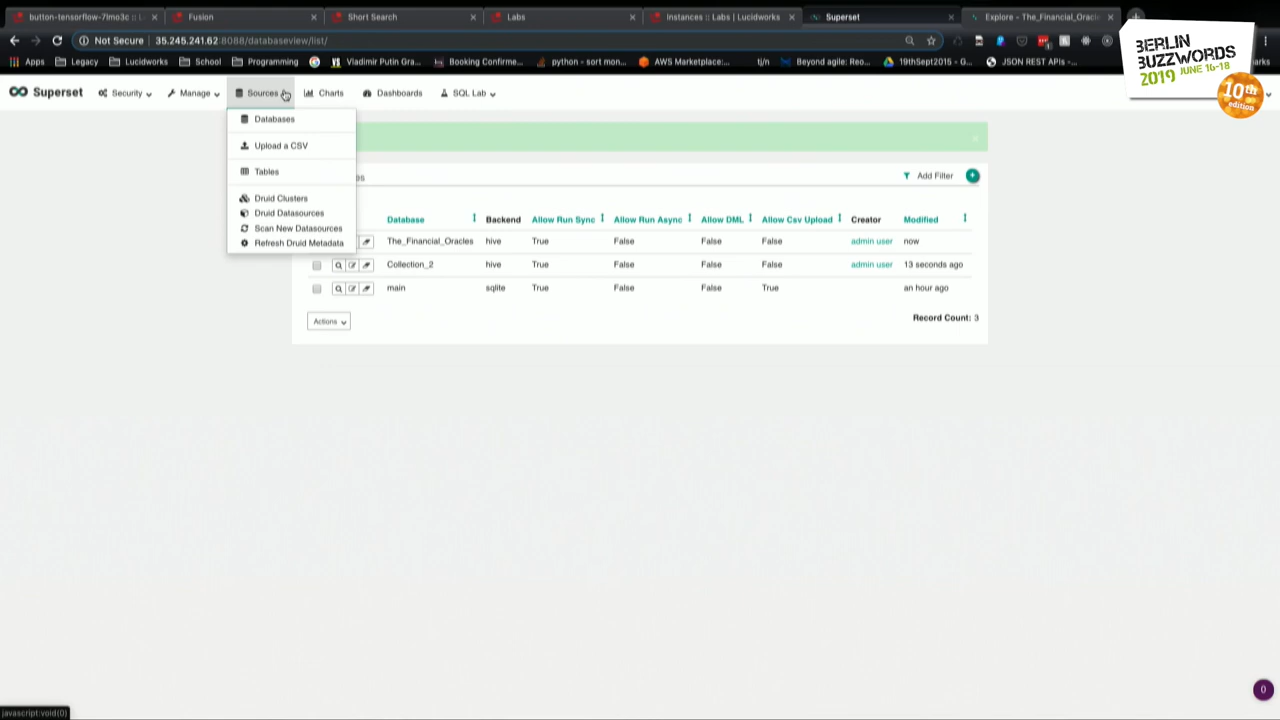 button-tensorflow-7lmo3c :: L
Fusion
Short Search
Labs
Instances :: Labs | Lucidworks
Superset
Explore - The_Financial_Oracle
Not Secure 35.245.241.62:8088/databaseview/list/
Apps
Legacy
Lucidworks
School
Programming
Vladimir Putin Gra...
Booking Confirme...
python - sort mon...
AWS Marketplace:...
t/jn
Beyond agile: Reo...
19thSept2015 - G...
JSON REST APIs -...
BERLIN
BUZZWORDS
2019 JUNE 16-18
10th
edition
Superset
Security
Manage
Sources
Charts
Dashboards
SQL Lab
Databases
Upload a CSV
Tables
Druid Clusters
Druid Datasources
Scan New Datasources
Refresh Druid Metadata
Add Filter
Database Backend Allow Run Sync Allow Run Async Allow DML Allow Csv Upload Creator Modified
The_Financial_Oracles hive True False False False admin user now
Collection_2 hive True False False False admin user 13 seconds ago
main sqlite True False False True an hour ago
Actions
Record Count: 3
0
javascript:void(0)